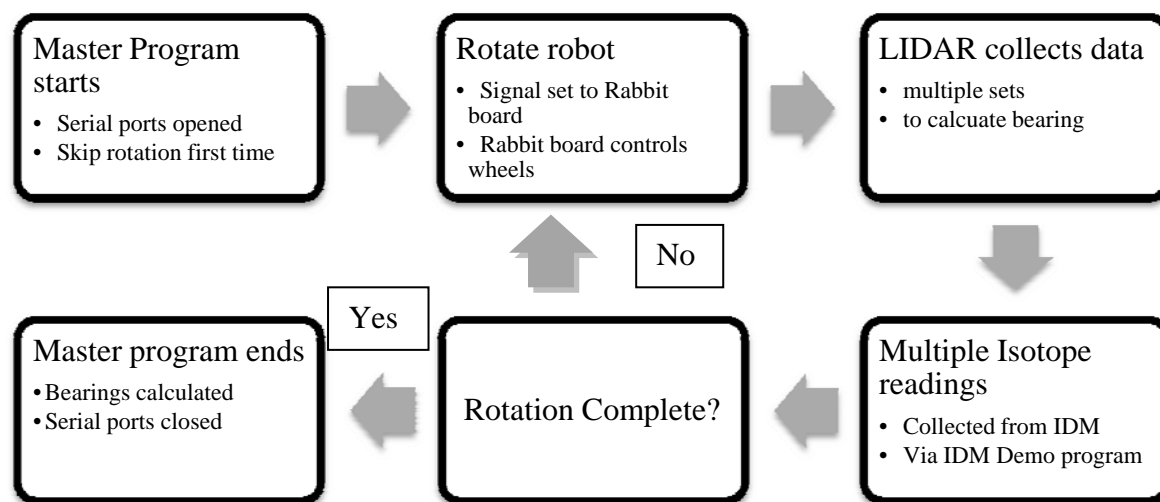 Master Program
starts
• Serial ports opened
• Skip rotation first time
Rotate robot
• Signal set to Rabbit
board
• Rabbit board controls
wheels
LIDAR collects data
• multiple sets
• to calcuate bearing
No
Yes
Master program ends
• Bearings calculated
• Serial ports closed
Rotation Complete?
Multiple Isotope
readings
• Collected from IDM
• Via IDM Demo program